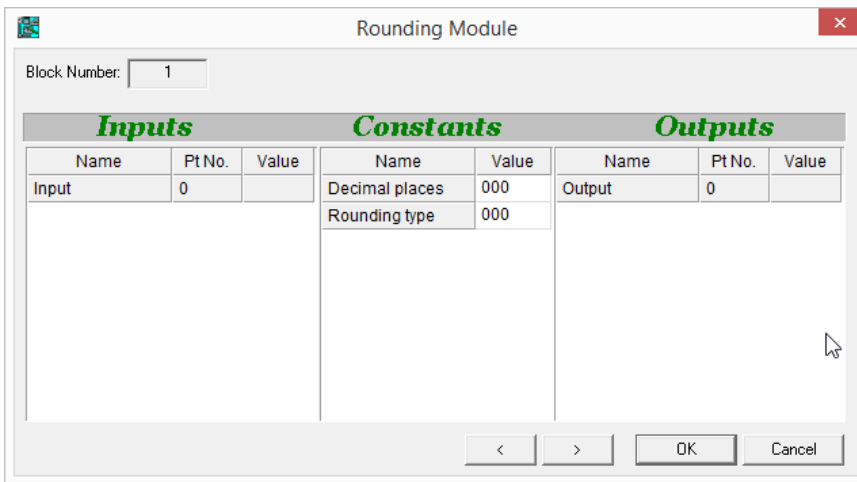 Rounding Module
Block Number: 1
Inputs Constants Outputs
Name Pt No. Value Name Value Name Pt No. Value
Input 0 Decimal places 000 Output 0
Rounding type 000
< > OK Cancel